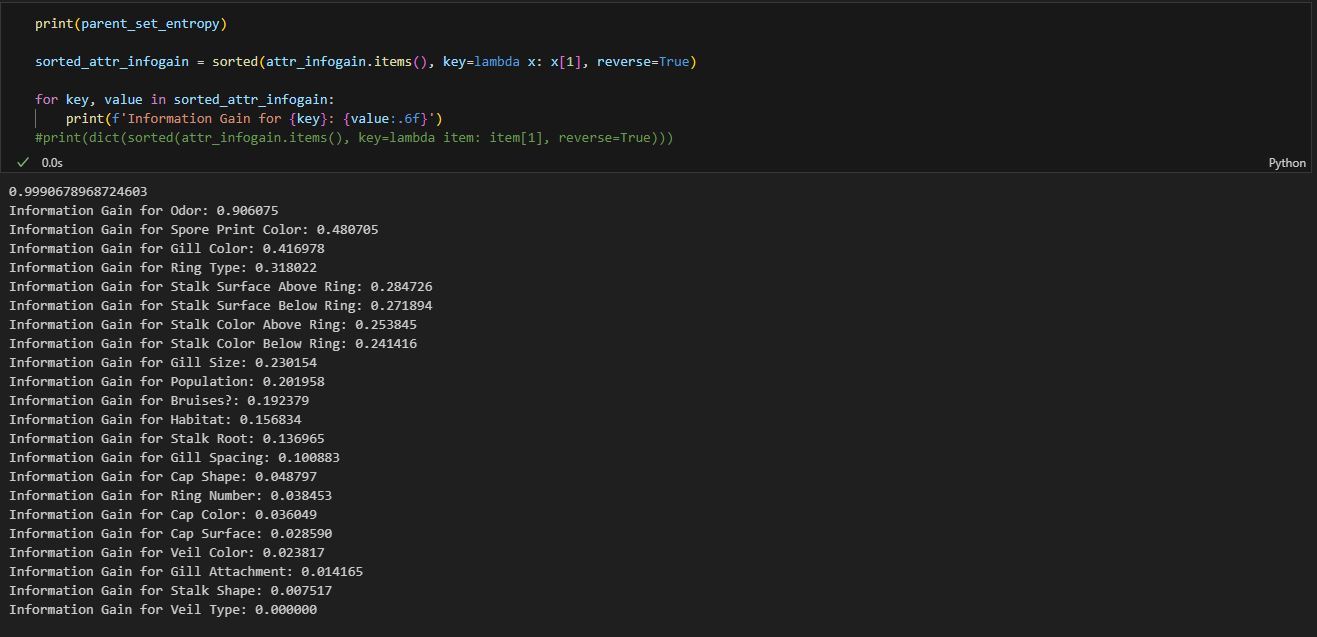 print(parent_set_entropy)
sorted_attr_infogain = sorted(attr_infogain.items(), key=lambda x: x[1], reverse=True)
for key, value in sorted_attr_infogain:
    print(f'Information Gain for {key}: {value:.6f}')
#print(dict(sorted(attr_infogain.items(), key=lambda item: item[1], reverse=True)))
✓ 0.0s Python
0.9990678968724603
Information Gain for Odor: 0.906075
Information Gain for Spore Print Color: 0.480705
Information Gain for Gill Color: 0.416978
Information Gain for Ring Type: 0.318022
Information Gain for Stalk Surface Above Ring: 0.284726
Information Gain for Stalk Surface Below Ring: 0.271894
Information Gain for Stalk Color Above Ring: 0.253845
Information Gain for Stalk Color Below Ring: 0.241416
Information Gain for Gill Size: 0.230154
Information Gain for Population: 0.201958
Information Gain for Bruises?: 0.192379
Information Gain for Habitat: 0.156834
Information Gain for Stalk Root: 0.136965
Information Gain for Gill Spacing: 0.100883
Information Gain for Cap Shape: 0.048797
Information Gain for Ring Number: 0.038453
Information Gain for Cap Color: 0.036049
Information Gain for Cap Surface: 0.028590
Information Gain for Veil Color: 0.023817
Information Gain for Gill Attachment: 0.014165
Information Gain for Stalk Shape: 0.007517
Information Gain for Veil Type: 0.000000